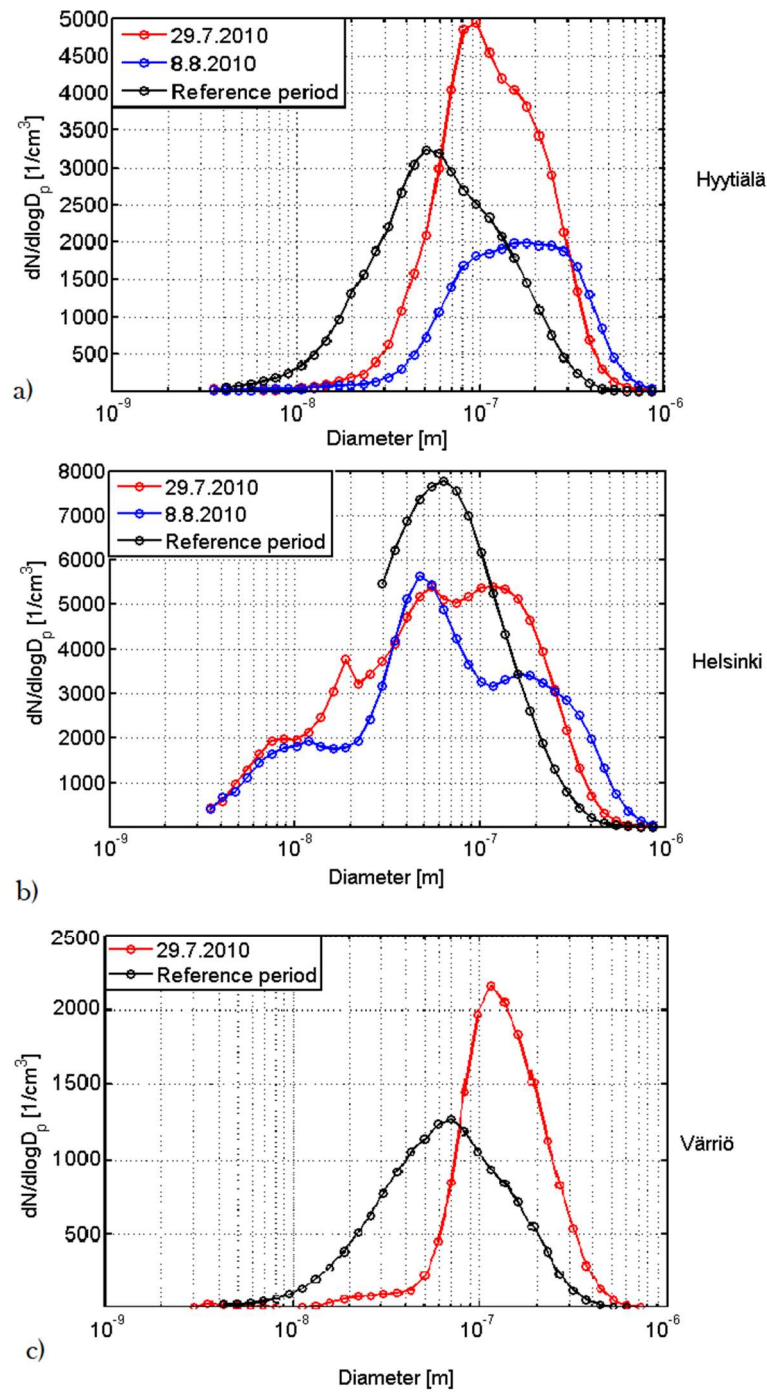 29.7.2010
8.8.2010
Reference period
5000
4500
4000
3500
3000
2500
2000
1500
1000
500
dN/dlogDp [1/cm³]
10⁻⁹
10⁻⁸
10⁻⁷
10⁻⁶
Diameter [m]
Hyytiälä
a)
29.7.2010
8.8.2010
Reference period
8000
7000
6000
5000
4000
3000
2000
1000
dN/dlogDp [1/cm³]
10⁻⁹
10⁻⁸
10⁻⁷
10⁻⁶
Diameter [m]
Helsinki
b)
29.7.2010
Reference period
2500
2000
1500
1000
500
dN/dlogDp [1/cm³]
10⁻⁹
10⁻⁸
10⁻⁷
10⁻⁶
Diameter [m]
Värriö
c)